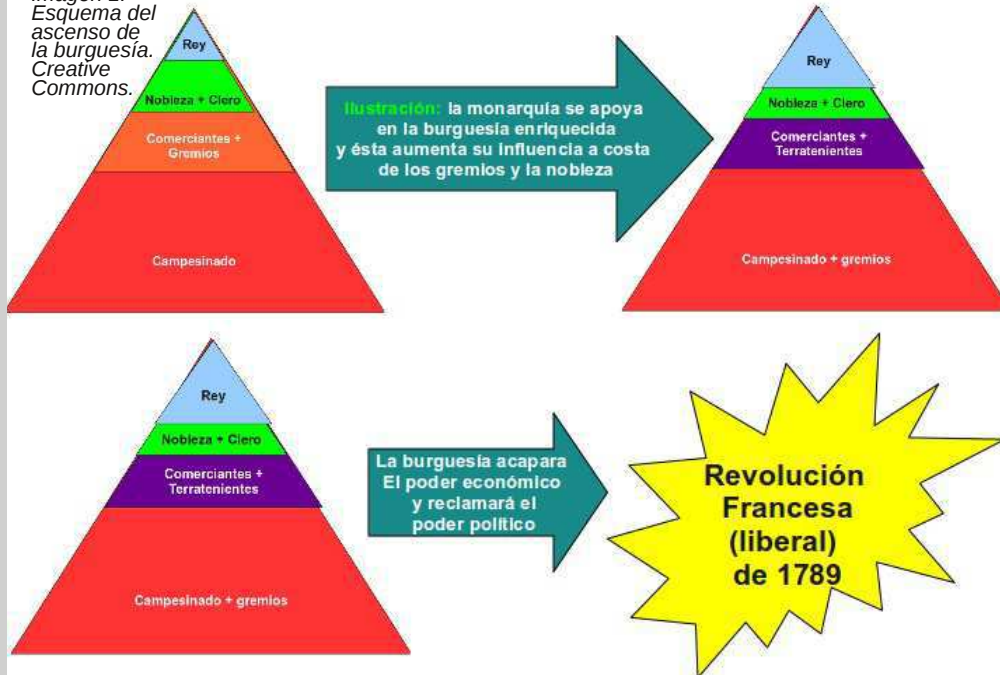 Esquema del
ascenso de
la burguesía.
Creative
Commons.
Rey
Nobleza + Clero
Comerciantes +
Gremios
Campesinado
Ilustración: la monarquía se apoya
en la burguesía enriquecida
y ésta aumenta su influencia a costa
de los gremios y la nobleza
Rey
Nobleza + Clero
Comerciantes +
Terratenientes
Campesinado + gremios
Rey
Nobleza + Clero
Comerciantes +
Terratenientes
Campesinado + gremios
La burguesía acapara
El poder económico
y reclamará el
poder político
Revolución
Francesa
(liberal)
de 1789